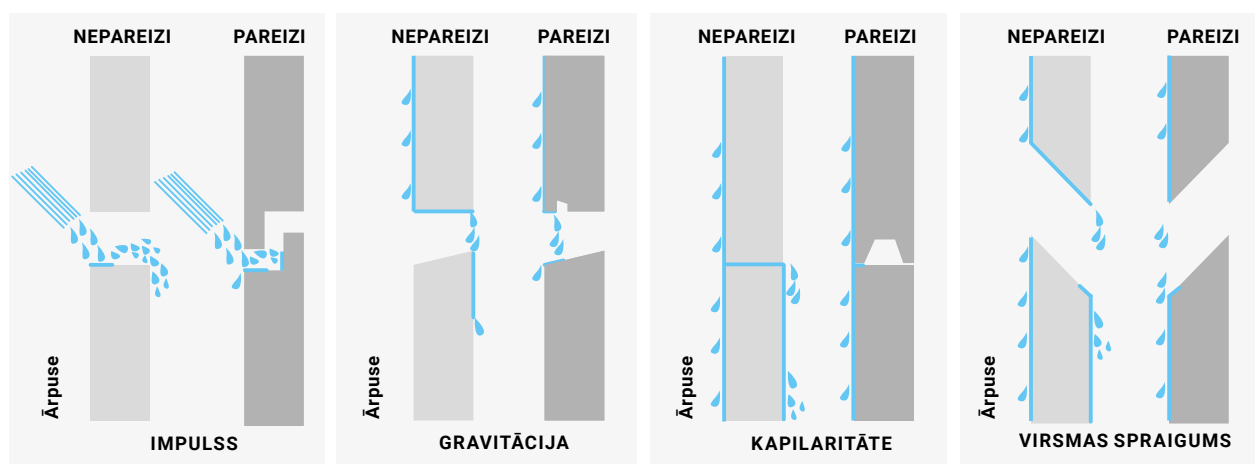 NEPAREIZI PAREIZI
Ārpuse
IMPULSS
NEPAREIZI PAREIZI
Ārpuse
GRAVITĀCIJA
NEPAREIZI PAREIZI
Ārpuse
KAPILARITĀTE
NEPAREIZI PAREIZI
Ārpuse
VIRSMAS SPRAIGUMS